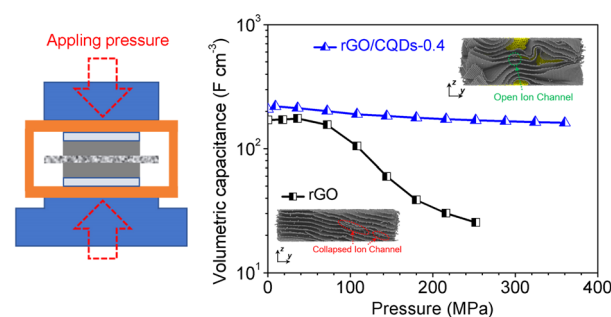 Appling pressure
Volumetric capacitance (F cm⁻³)
10³
10²
10¹
rGO/CQDs-0.4
z
y
Open Ion Channel
rGO
Collapsed Ion Channel
z
y
0
100
200
300
400
Pressure (MPa)